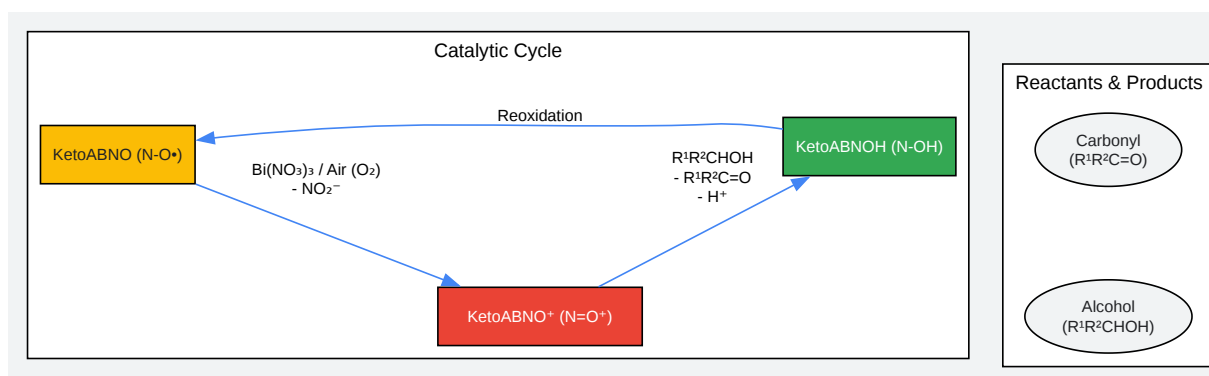 Catalytic Cycle
Reoxidation
KetoABNO (N-O•)
Bi(NO₃)₃ / Air (O₂)
- NO₂⁻
R¹R²CHOH
- R¹R²C=O
- H⁺
KetoABNOH (N-OH)
KetoABNO⁺ (N=O⁺)
Reactants & Products
Carbonyl
(R¹R²C=O)
Alcohol
(R¹R²CHOH)